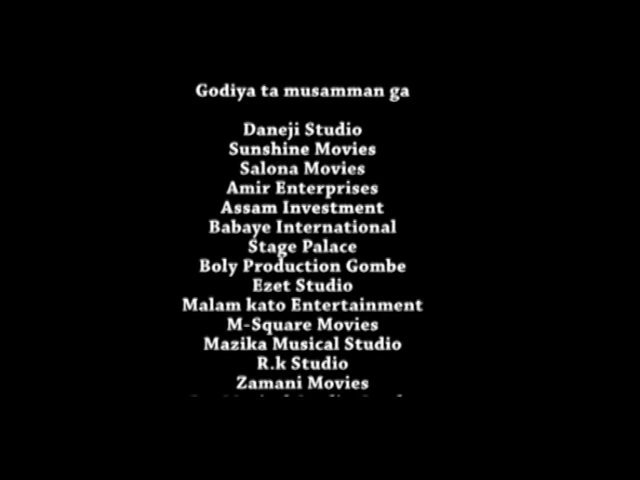 Godiya ta musamman ga
Daneji Studio
Sunshine Movies
Salona Movies
Amir Enterprises
Assam Investment
Babaye International
Stage Palace
Boly Production Gombe
Ezet Studio
Malam kato Entertainment
M-Square Movies
Mazika Musical Studio
R.k Studio
Zamani Movies